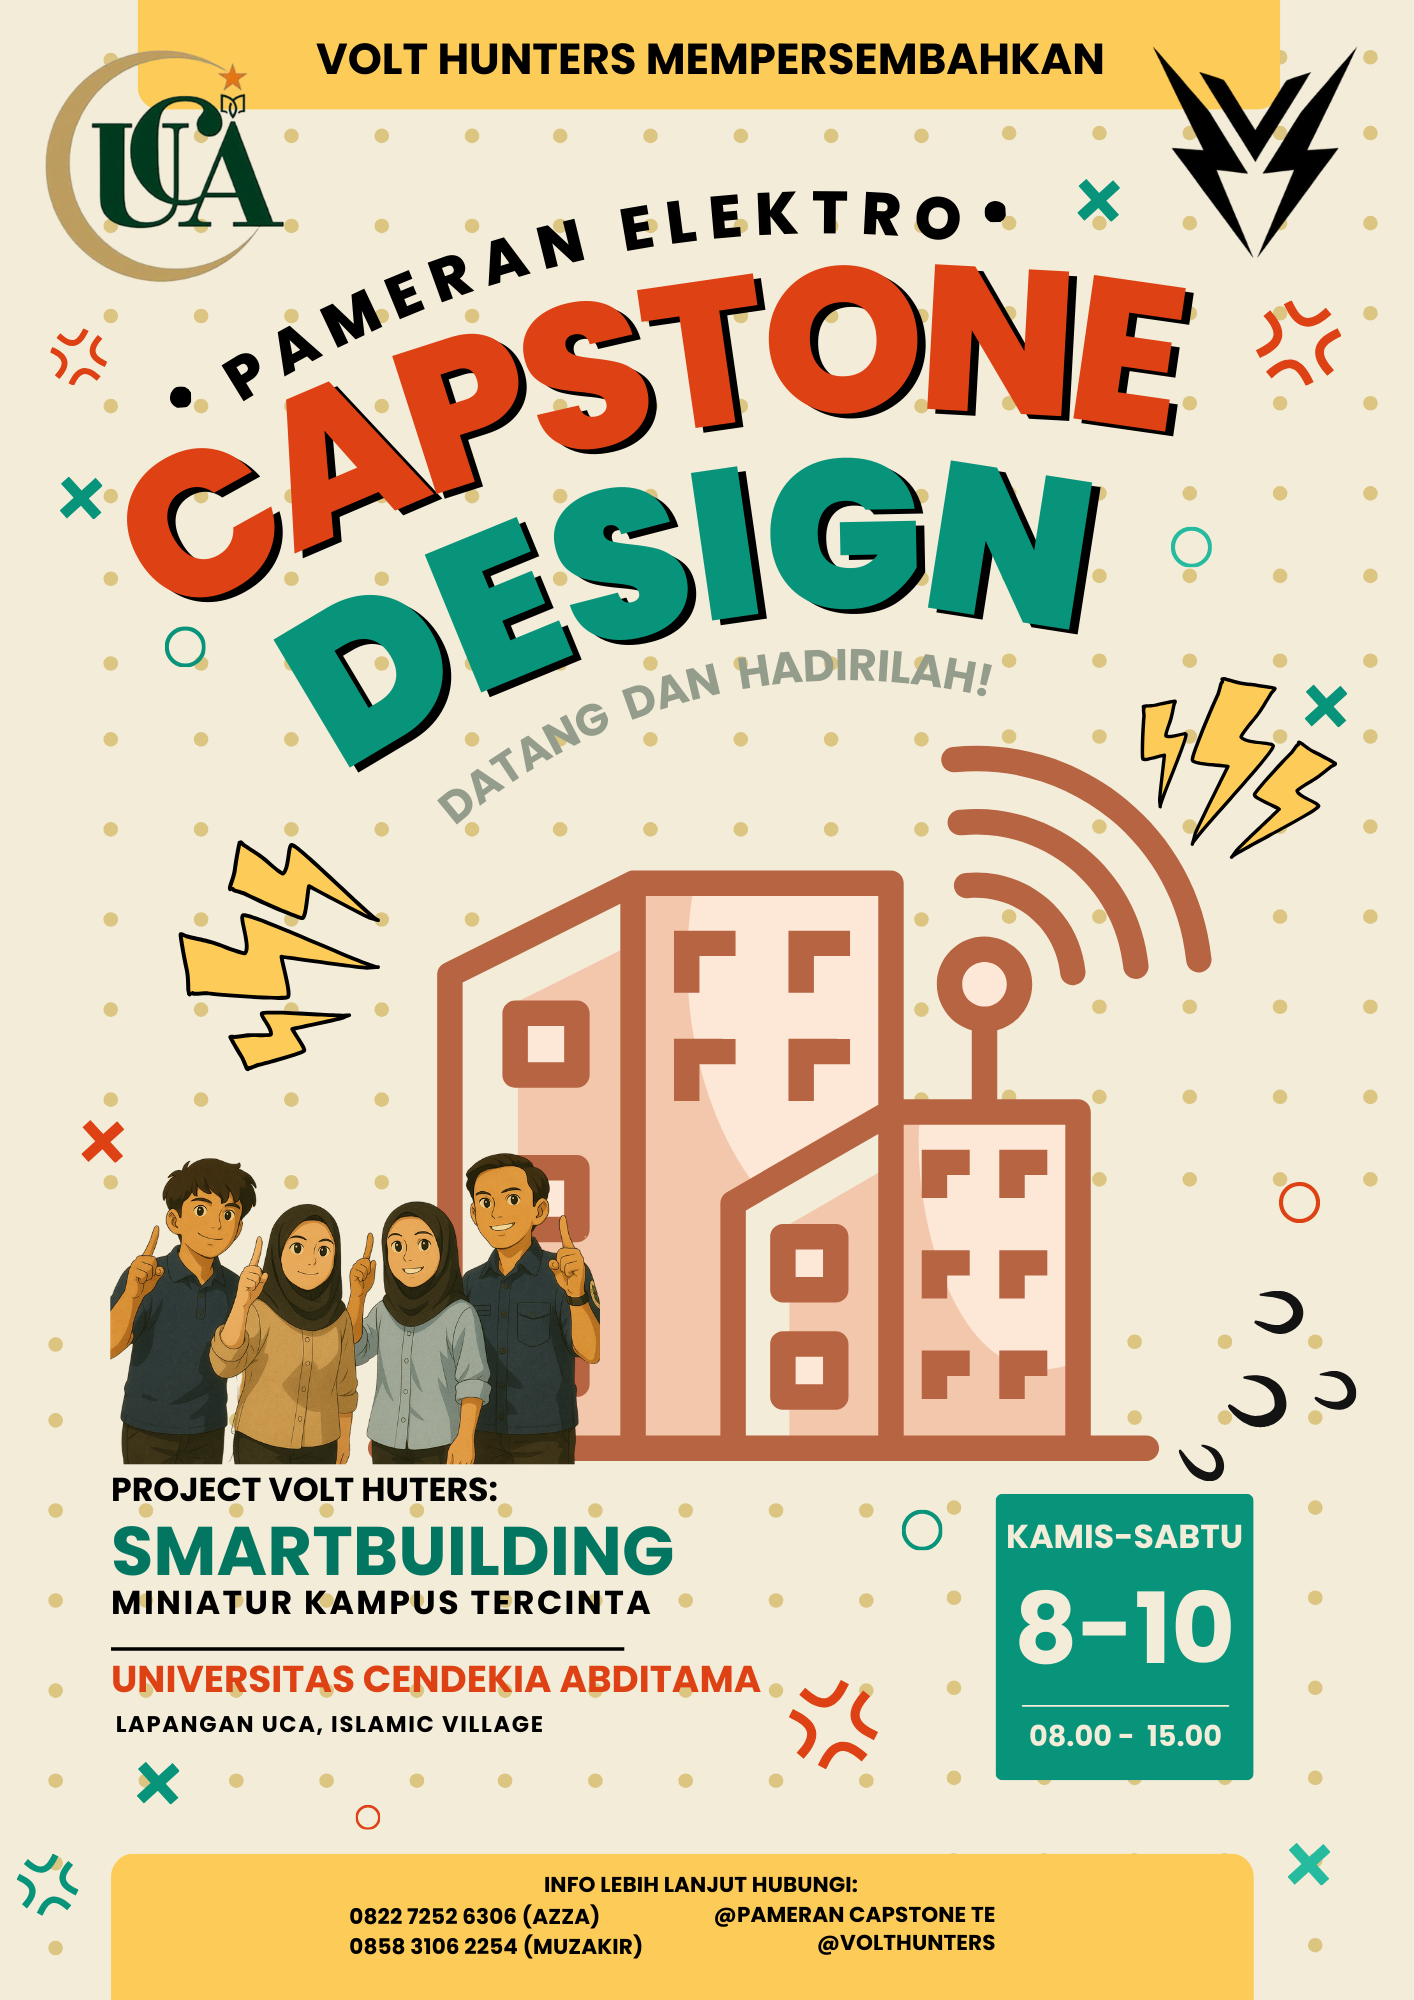 VOLT HUNTERS MEMPERSEMBAHKAN
UCA
• PAMERAN ELEKTRO •
CAPSTONE
DESIGN
DATANG DAN HADIRILAH!
PROJECT VOLT HUTERS:
SMARTBUILDING
MINIATUR KAMPUS TERCINTA
UNIVERSITAS CENDEKIA ABDITAMA
LAPANGAN UCA, ISLAMIC VILLAGE
KAMIS-SABTU
8-10
08.00 - 15.00
INFO LEBIH LANJUT HUBUNGI:
0822 7252 6306 (AZZA)
0858 3106 2254 (MUZAKIR)
@PAMERAN CAPSTONE TE
@VOLTHUNTERS